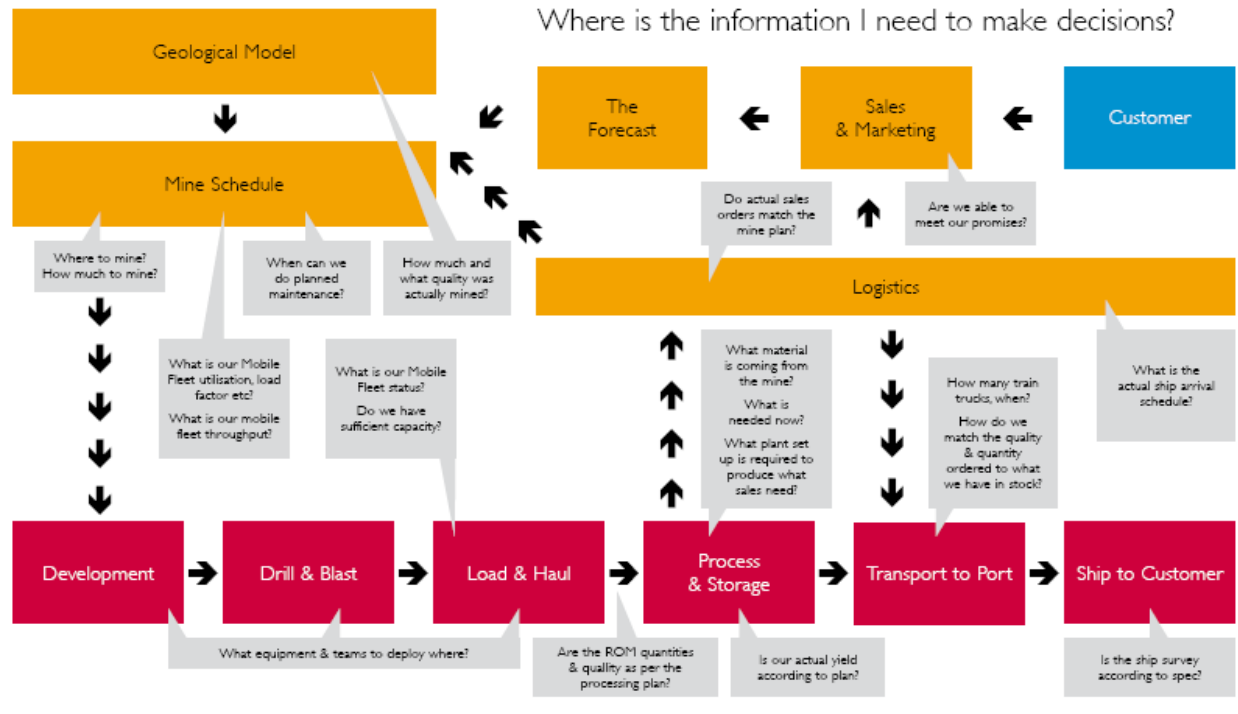 Where is the information I need to make decisions?
Geological Model
The
Forecast
Sales
& Marketing
Customer
Mine Schedule
Do actual sales
orders match the
mine plan?
Are we able to
meet our promises?
Where to mine?
How much to mine?
When can we
do planned
maintenance?
How much and
what quality was
actually mined?
Logistics
What is our Mobile
Fleet utilisation, load
factor etc?
What is our mobile
fleet throughput?
What is our Mobile
Fleet status?
Do we have
sufficient capacity?
What material
is coming from
the mine?
What is
needed now?
What plant set
up is required to
produce what
sales need?
How many train
trucks, when?
How do we
match the quality
& quantity
ordered to what
we have in stock?
What is the
actual ship arrival
schedule?
Development
Drill & Blast
Load & Haul
Process
& Storage
Transport to Port
Ship to Customer
What equipment & teams to deploy where?
Are the ROM quantities
& quallity as per the
processing plan?
Is our actual yield
according to plan?
Is the ship survey
according to spec?